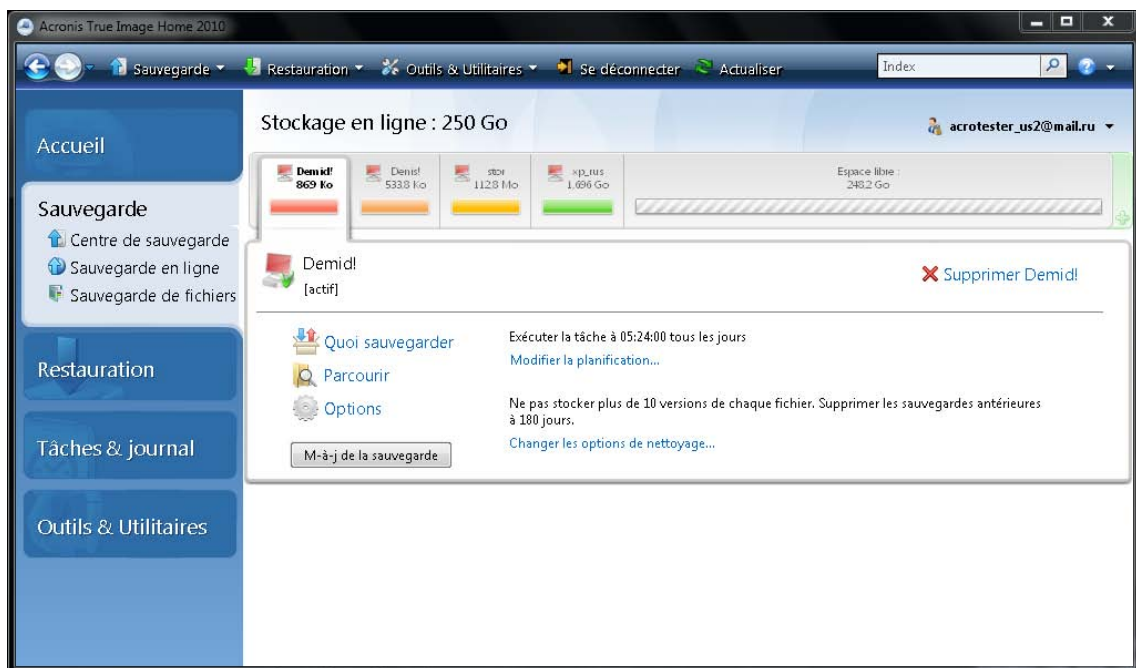 Acronis True Image Home 2010
Sauvegarde
Restauration
Outils & Utilitaires
Se déconnecter
Actualiser
Index
Accueil
Sauvegarde
Centre de sauvegarde
Sauvegarde en ligne
Sauvegarde de fichiers
Restauration
Tâches & journal
Outils & Utilitaires
Stockage en ligne : 250 Go
acrotester_us2@mail.ru
Demid!
869 Ko
Denis!
533.8 Ko
stor
112.8 Mo
xp_rus
1,696 Go
Espace libre :
248.2 Go
Demid!
[actif]
Supprimer Demid!
Quoi sauvegarder
Parcourir
Options
M-à-j de la sauvegarde
Exécuter la tâche à 05:24:00 tous les jours
Modifier la planification...
Ne pas stocker plus de 10 versions de chaque fichier. Supprimer les sauvegardes antérieures
à 180 jours.
Changer les options de nettoyage...